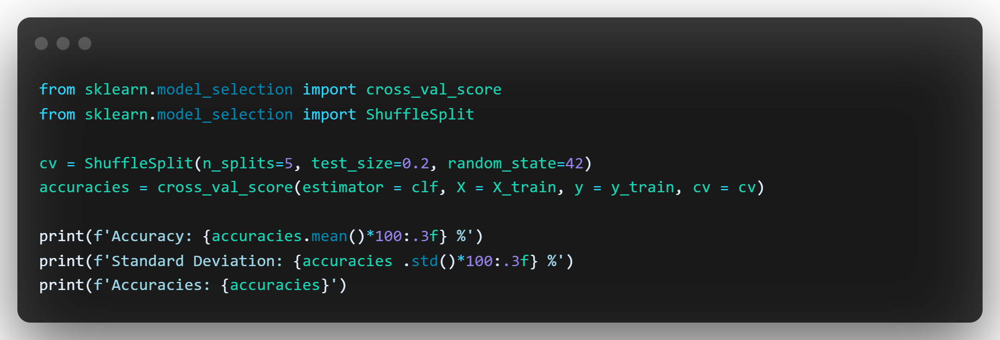 from sklearn.model_selection import cross_val_score
from sklearn.model_selection import ShuffleSplit
cv = ShuffleSplit(n_splits=5, test_size=0.2, random_state=42)
accuracies = cross_val_score(estimator = clf, X = X_train, y = y_train, cv = cv)
print(f'Accuracy: {accuracies.mean()*100:.3f} %')
print(f'Standard Deviation: {accuracies .std()*100:.3f} %')
print(f'Accuracies: {accuracies}')